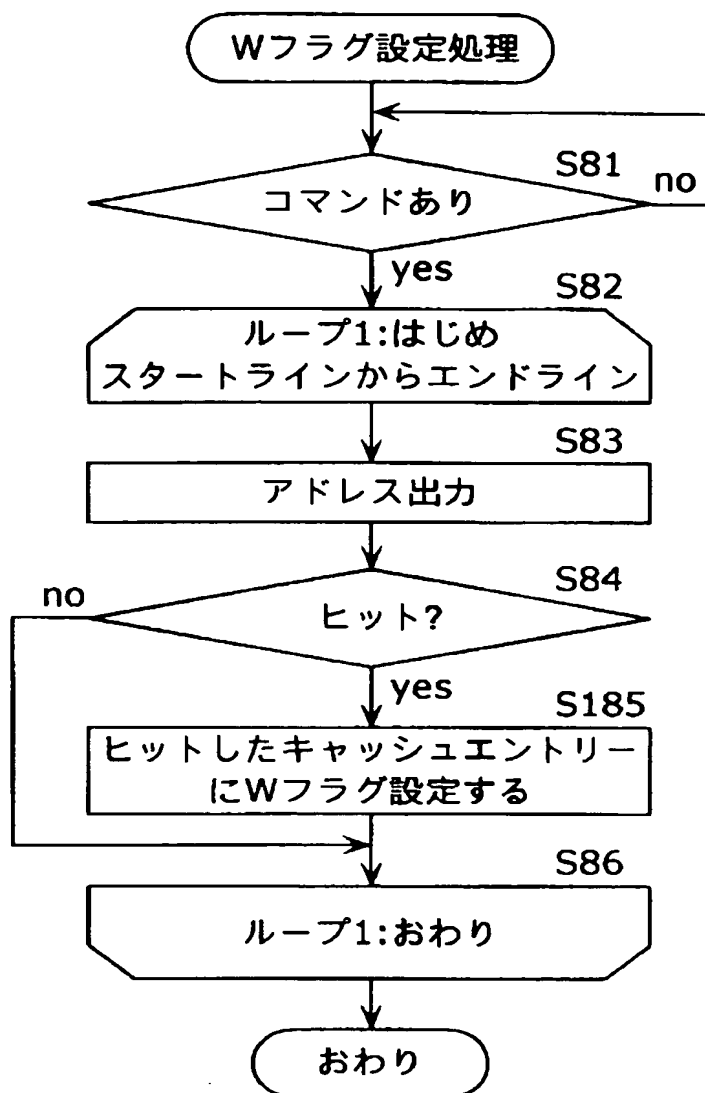 Wフラグ設定処理
S81
コマンドあり
no
yes
S82
ループ1:はじめ
スタートラインからエンドライン
S83
アドレス出力
S84
no
ヒット?
yes
S185
ヒットしたキャッシュエントリー
にWフラグ設定する
S86
ループ1:おわり
おわり